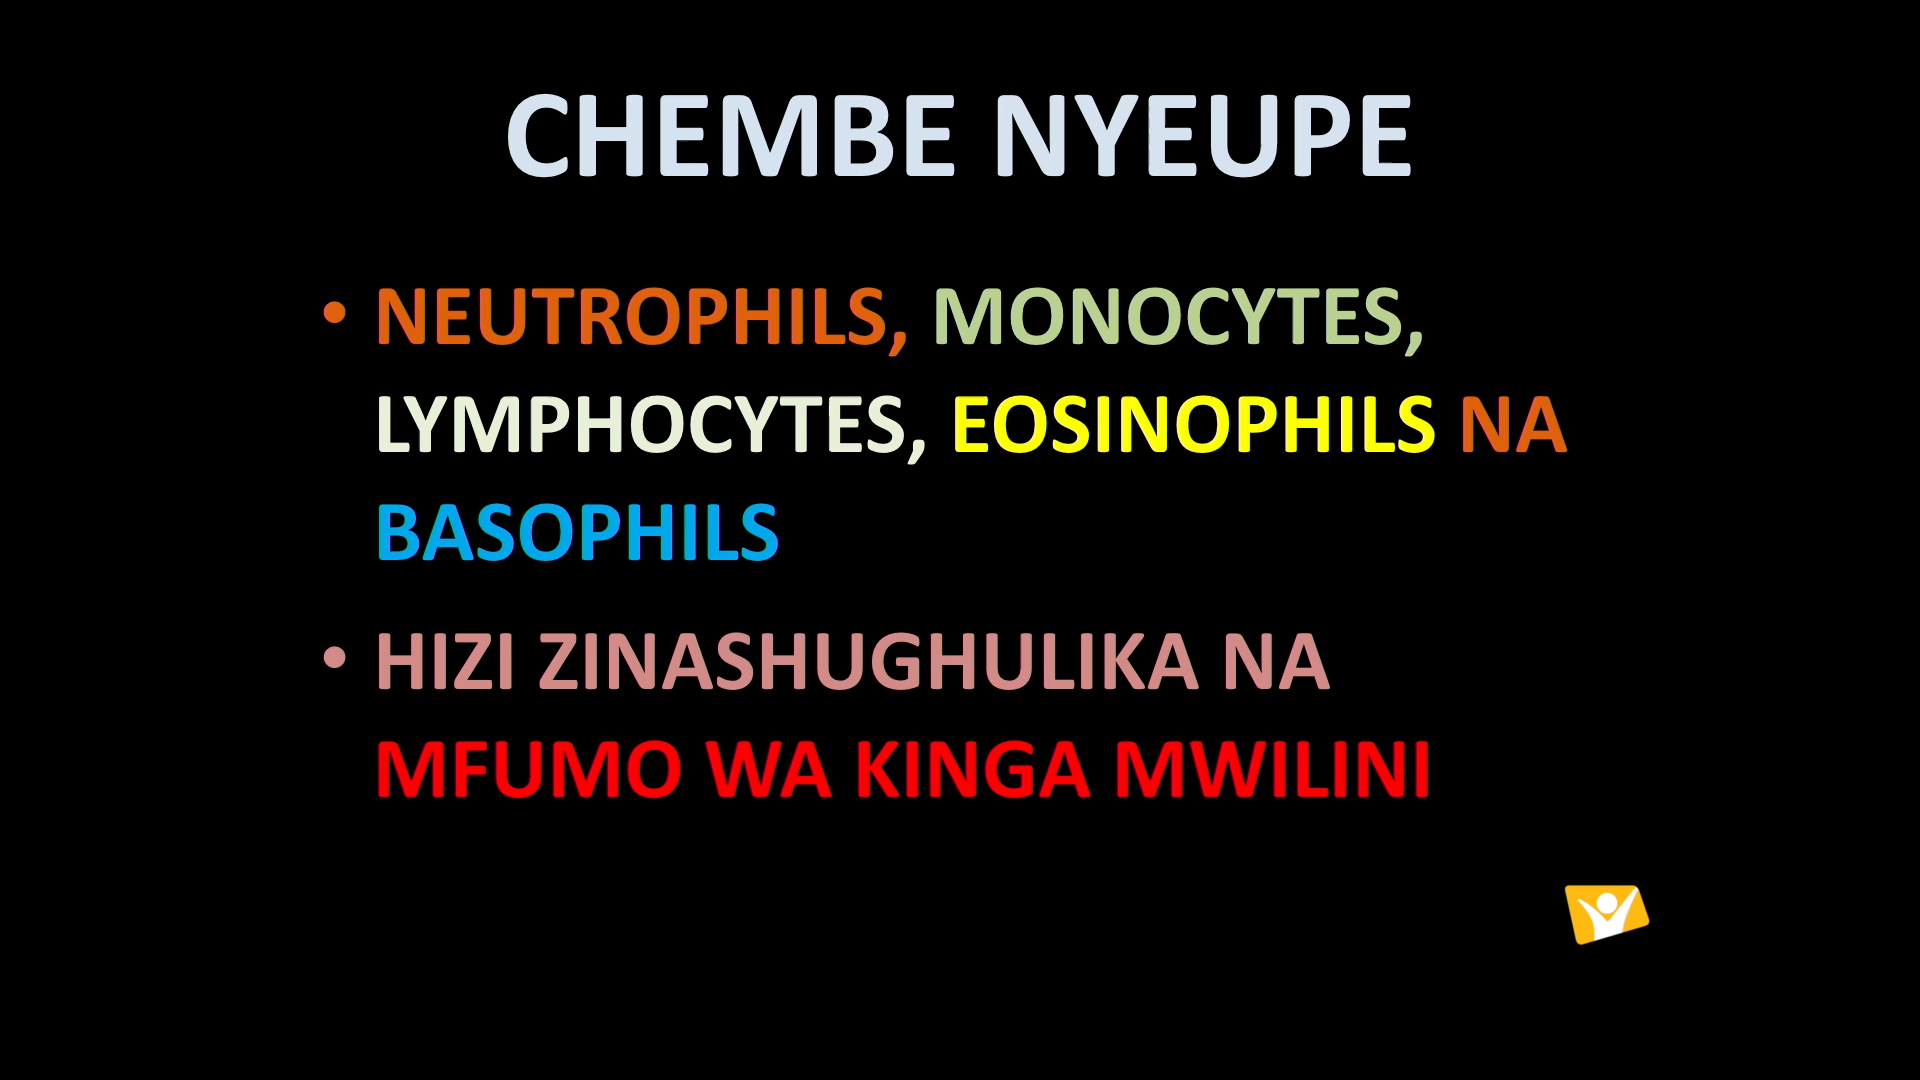 CHEMBE NYEUPE
• NEUTROPHILS, MONOCYTES,
LYMPHOCYTES, EOSINOPHILS NA
BASOPHILS
• HIZI ZINASHUGHULIKA NA
MFUMO WA KINGA MWILINI